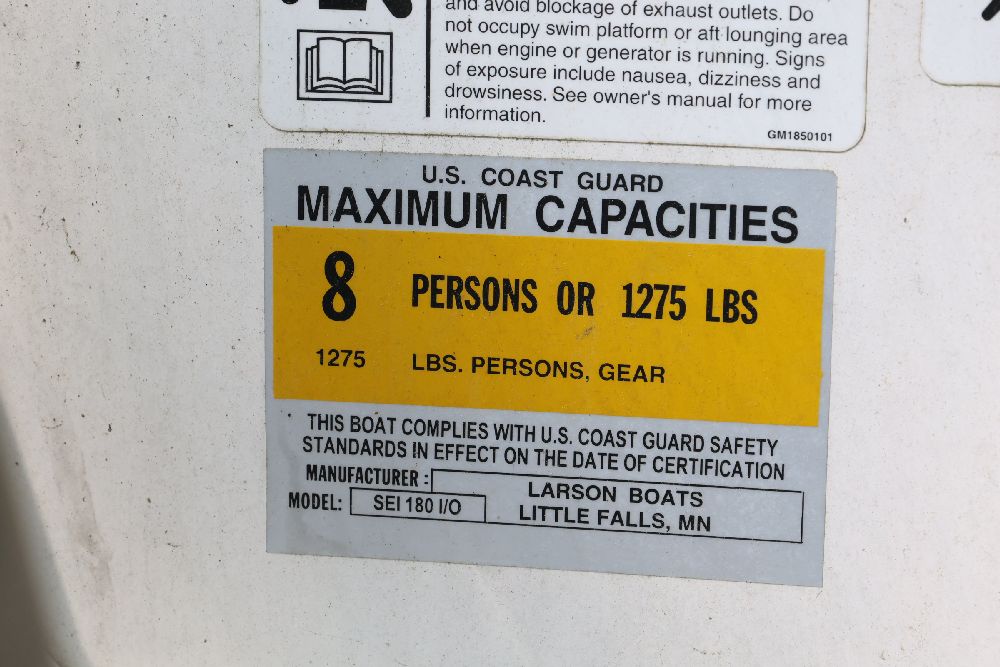 and avoid blockage of exhaust outlets. Do
not occupy swim platform or aft lounging area
when engine or generator is running. Signs
of exposure include nausea, dizziness and
drowsiness. See owner's manual for more
information.
GM1850101
U.S. COAST GUARD
MAXIMUM CAPACITIES
8 PERSONS OR 1275 LBS
1275 LBS. PERSONS, GEAR
THIS BOAT COMPLIES WITH U.S. COAST GUARD SAFETY
STANDARDS IN EFFECT ON THE DATE OF CERTIFICATION
MANUFACTURER : LARSON BOATS
LITTLE FALLS, MN
MODEL: SEI 180 I/O